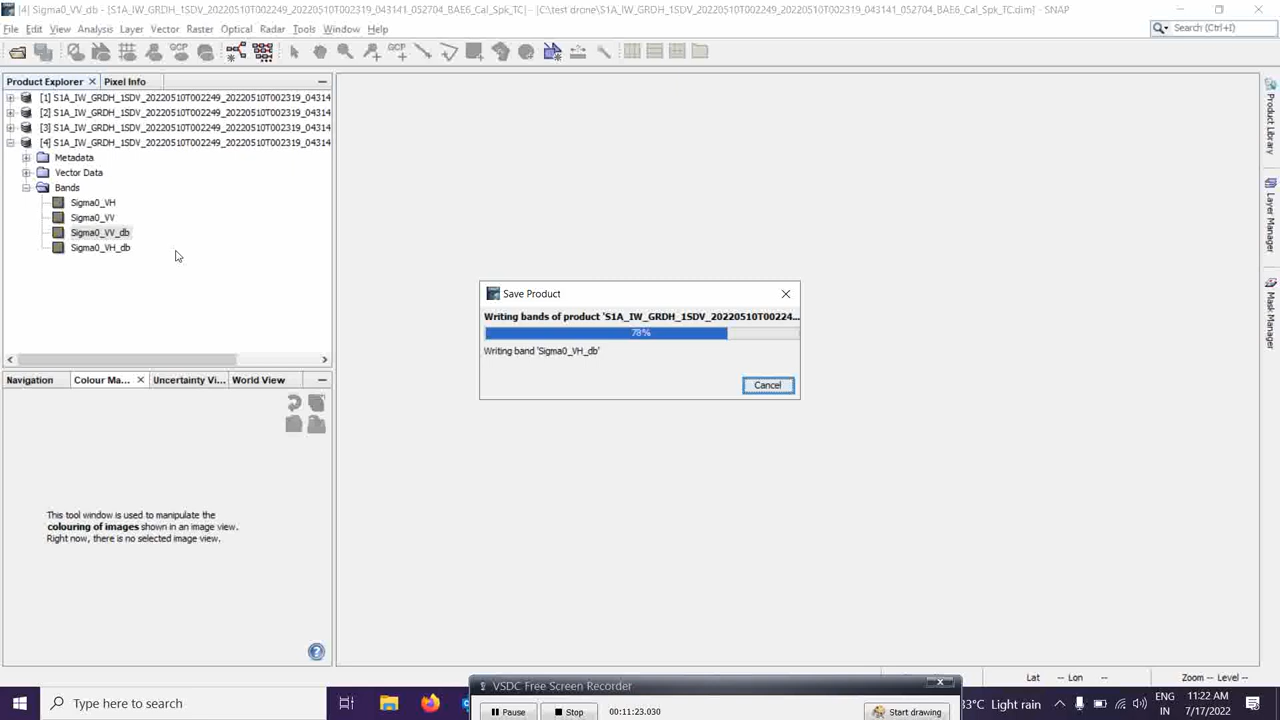 [4] Sigma0_VV_db - [S1A_IW_GRDH_1SDV_20220510T002249_20220510T002319_043141_052704_BAE6_Cal_Spk_TC] - [C:\test drone\S1A_IW_GRDH_1SDV_20220510T002249_20220510T002319_043141_052704_BAE6_Cal_Spk_TC.dim] - SNAP
File Edit View Analysis Layer Vector Raster Optical Radar Tools Window Help
Search (Ctrl+I)
GCP GCP
Product Explorer Pixel Info
[1] S1A_IW_GRDH_1SDV_20220510T002249_20220510T002319_04314
[2] S1A_IW_GRDH_1SDV_20220510T002249_20220510T002319_04314
[3] S1A_IW_GRDH_1SDV_20220510T002249_20220510T002319_04314
[4] S1A_IW_GRDH_1SDV_20220510T002249_20220510T002319_04314
Metadata
Vector Data
Bands
Sigma0_VH
Sigma0_VV
Sigma0_VV_db
Sigma0_VH_db
Product Library
Layer Manager
Mask Manager
Save Product
Writing bands of product 'S1A_IW_GRDH_1SDV_20220510T00224...
78%
Writing band 'Sigma0_VH_db'
Cancel
Navigation Colour Ma... Uncertainty Vi... World View
This tool window is used to manipulate the
colouring of images shown in an image view.
Right now, there is no selected image view.
Lat -- Lon -- Zoom -- Level --
VSDC Free Screen Recorder
Pause Stop 00:11:23.030 Start drawing
Type here to search
3°C Light rain
ENG
IN
11:22 AM
7/17/2022